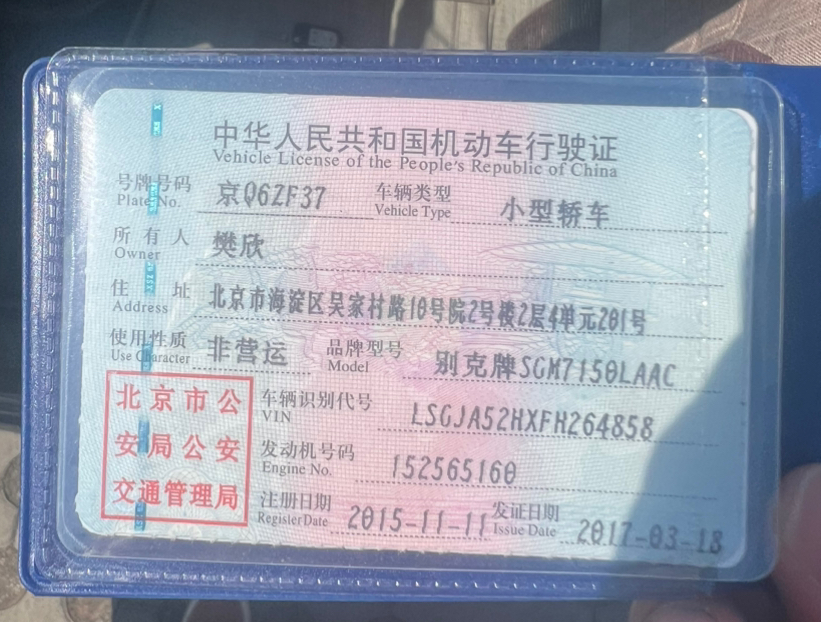 中华人民共和国机动车行驶证
Vehicle License of the People's Republic of China
号牌号码 京Q6ZF37 车辆类型 小型轿车
Plate No. Vehicle Type
所有人 樊欣
Owner
住址 北京市海淀区吴家村路10号院2号楼2层4单元201号
Address
使用性质 非营运 品牌型号 别克牌SGM7150LAAC
Use Character Model
北京市公 车辆识别代号 LSGJA52HXFH264858
VIN
安局公安 发动机号码 152565160
Engine No.
交通管理局 注册日期 2015-11-11 发证日期 2017-03-18
Register Date Issue Date